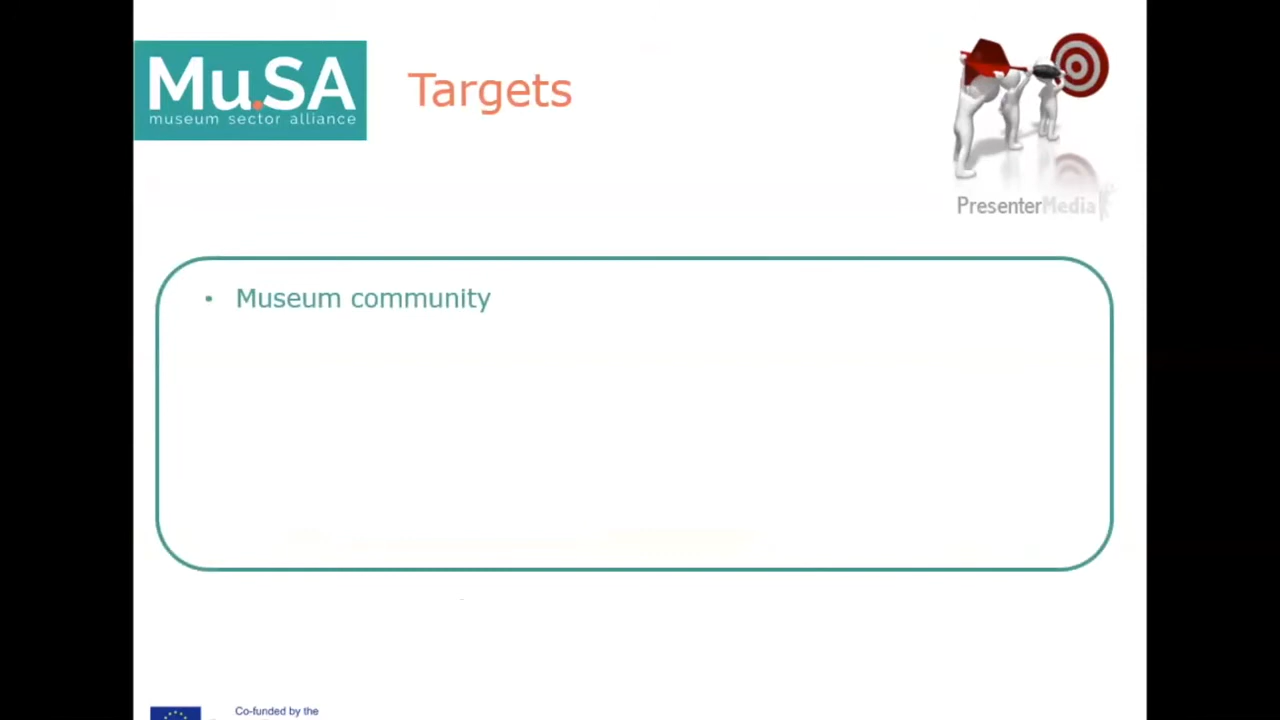 Mu.SA
museum sector alliance
Targets
PresenterMedia
• Museum community
Co-funded by the